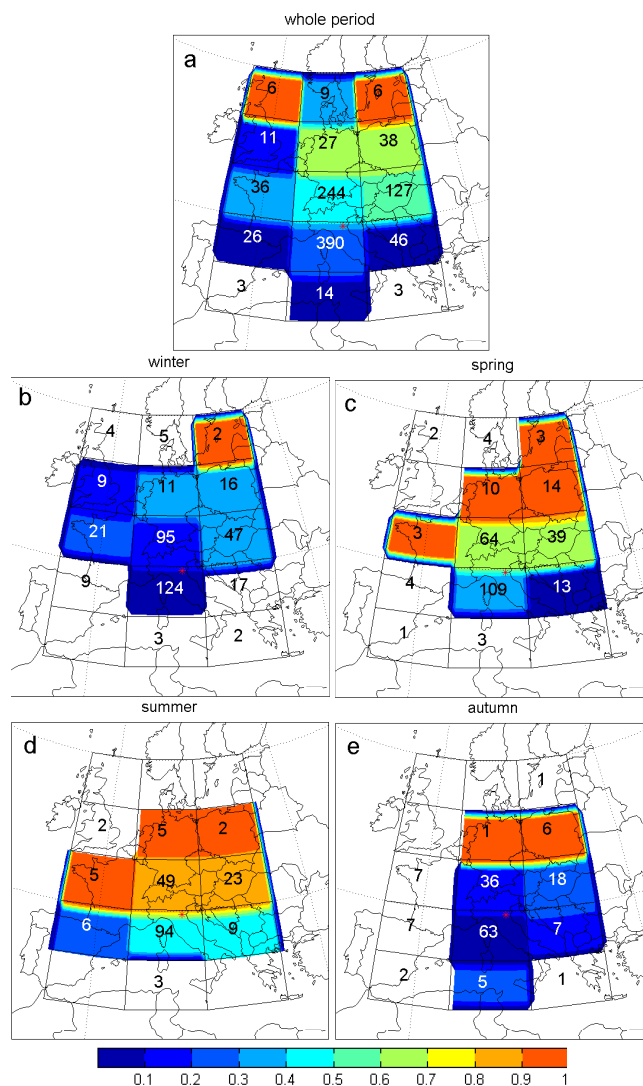 whole period
a
6 9 6
11 27 38
36 244 127
26 390 46
3 14 3
winter
b
4 5 2
9 11 16
21 95 47
9 124 17
3 2
spring
c
2 4 3
10 14
3 64 39
4 109 13
1 3
summer
d
2 5 2
5 49 23
6 94 9
3
autumn
e
1
1 6
7 36 18
7 63 7
2 5 1
0.1 0.2 0.3 0.4 0.5 0.6 0.7 0.8 0.9 1